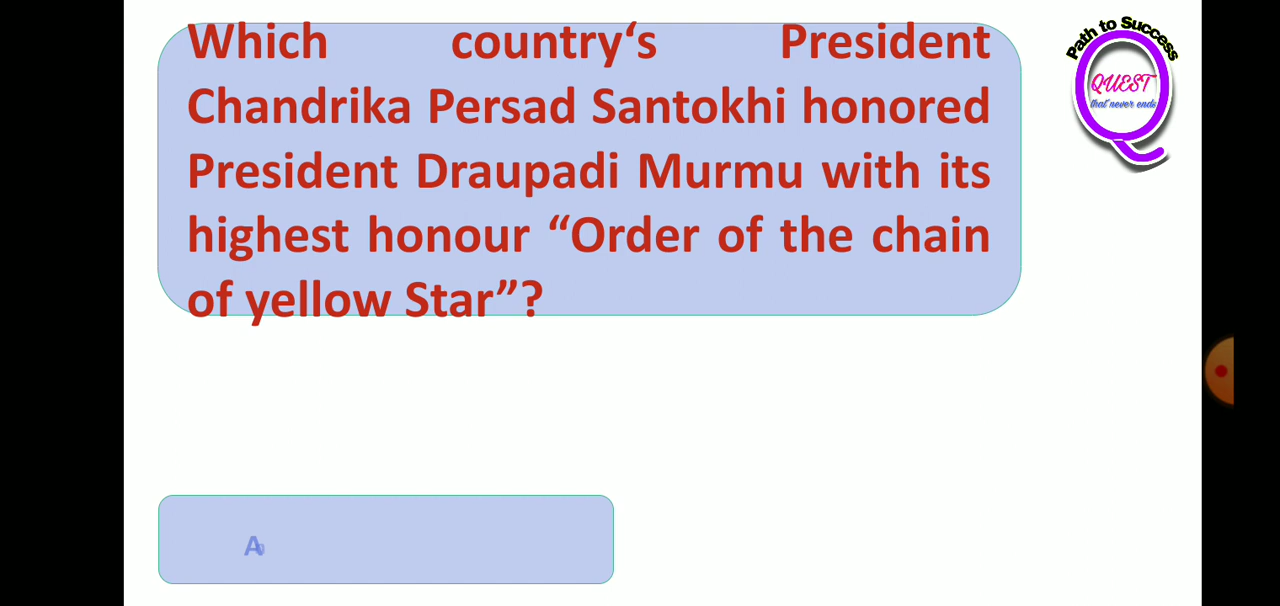 Which country‘s President
Chandrika Persad Santokhi honored
President Draupadi Murmu with its
highest honour “Order of the chain
of yellow Star”?
Path to Success
QUEST
that never ends
A